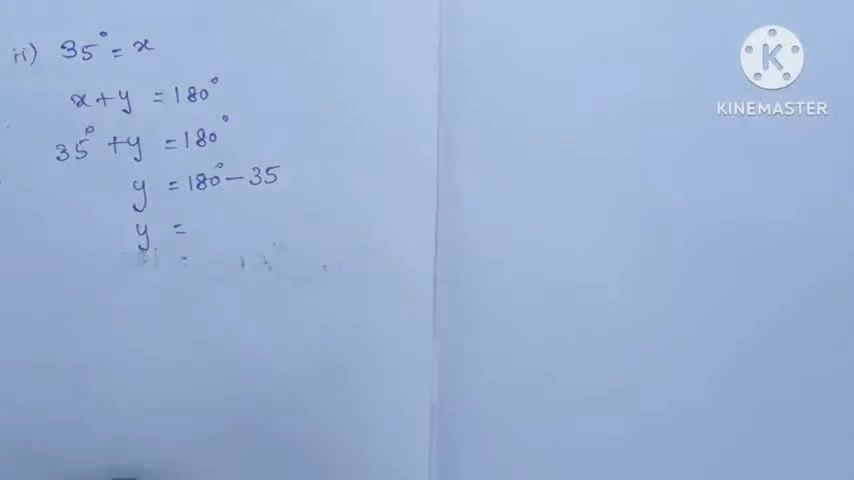 ii) 35° = x
x + y = 180°
35° + y = 180°
y = 180° - 35
y =
K
KINEMASTER